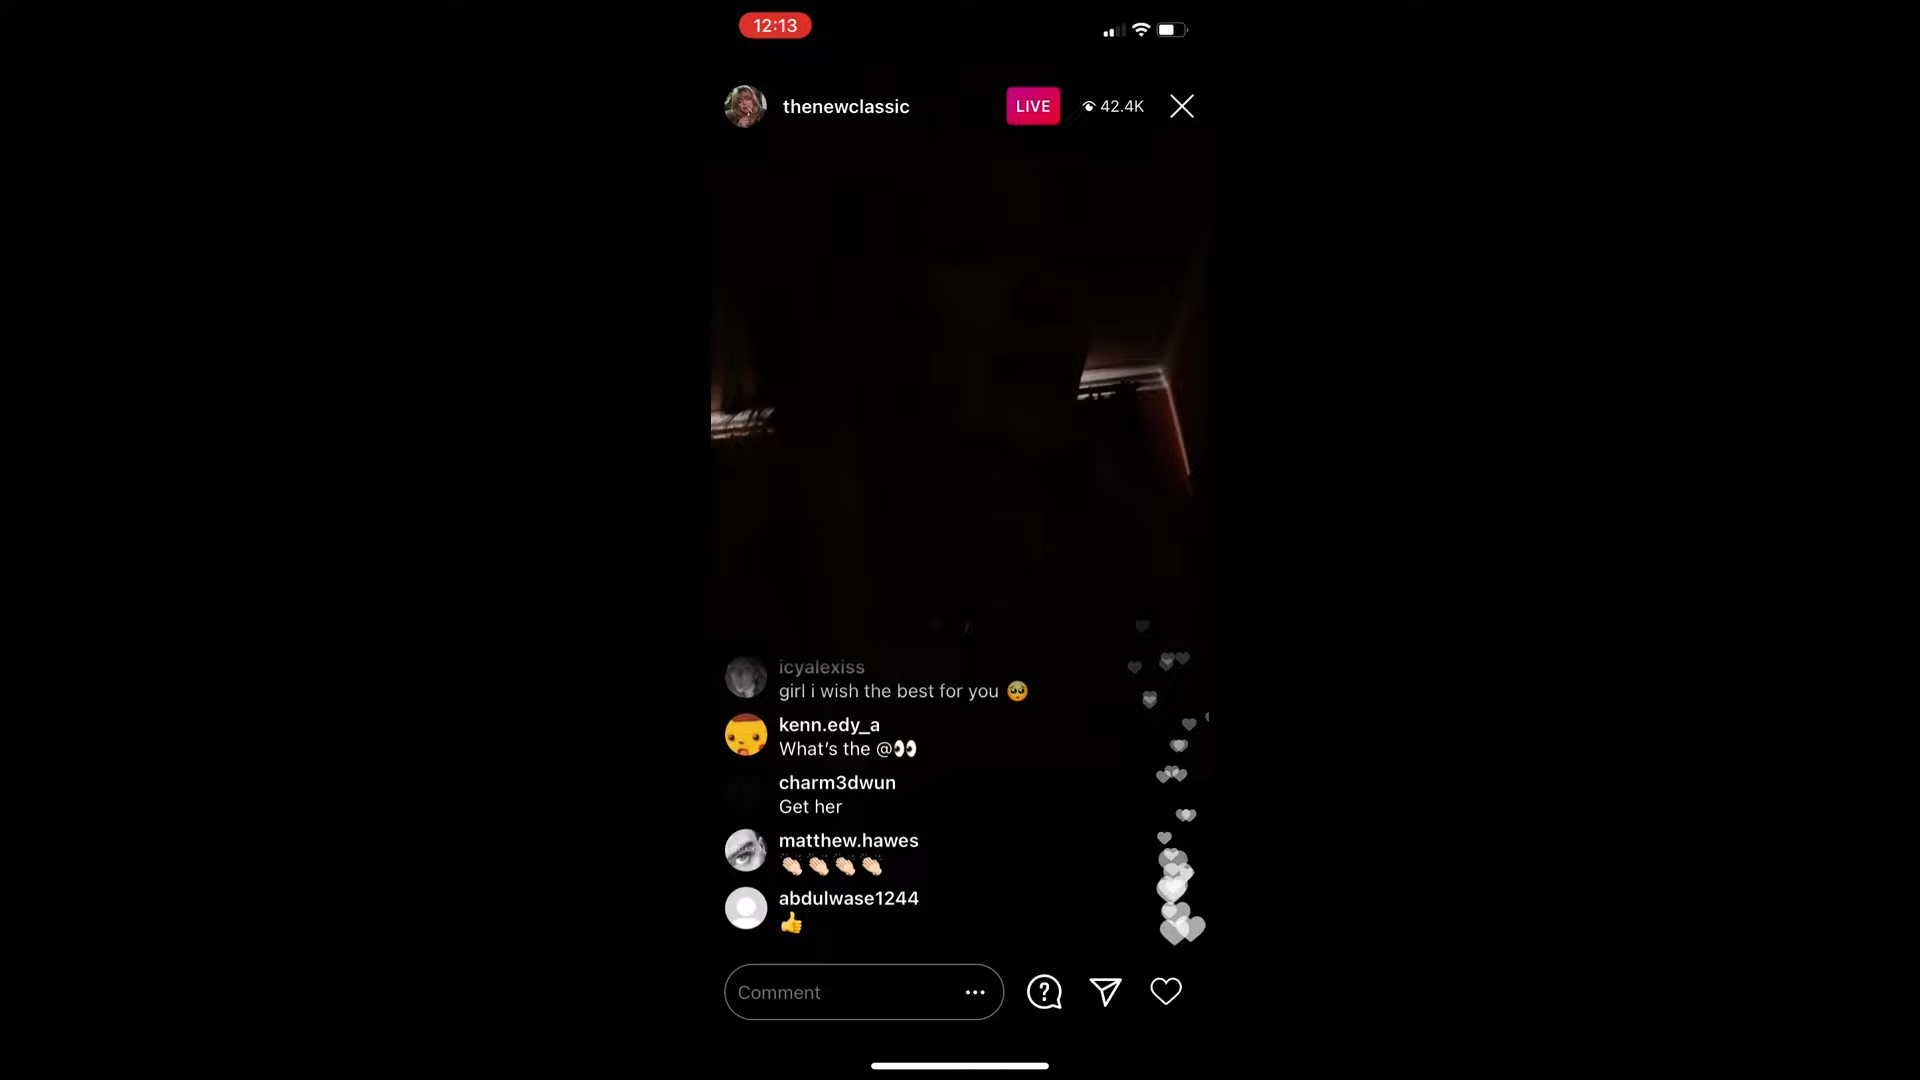 12:13
thenewclassic
LIVE
42.4K
icyalexiss
girl i wish the best for you 🥺
kenn.edy_a
What's the @👀
charm3dwun
Get her
matthew.hawes
👏🏻👏🏻👏🏻👏🏻
abdulwase1244
👍
Comment